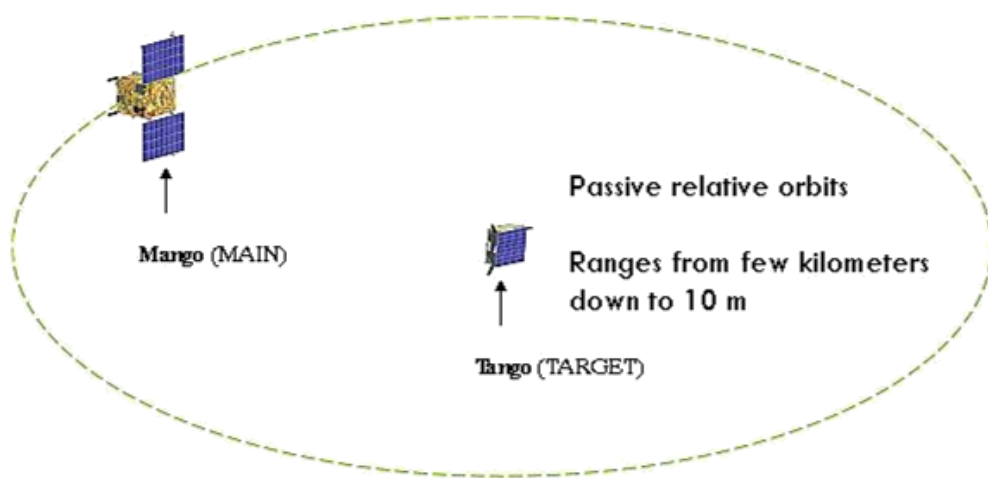 Passive relative orbits
Mango (MAIN)
Ranges from few kilometers
down to 10 m
Tango (TARGET)